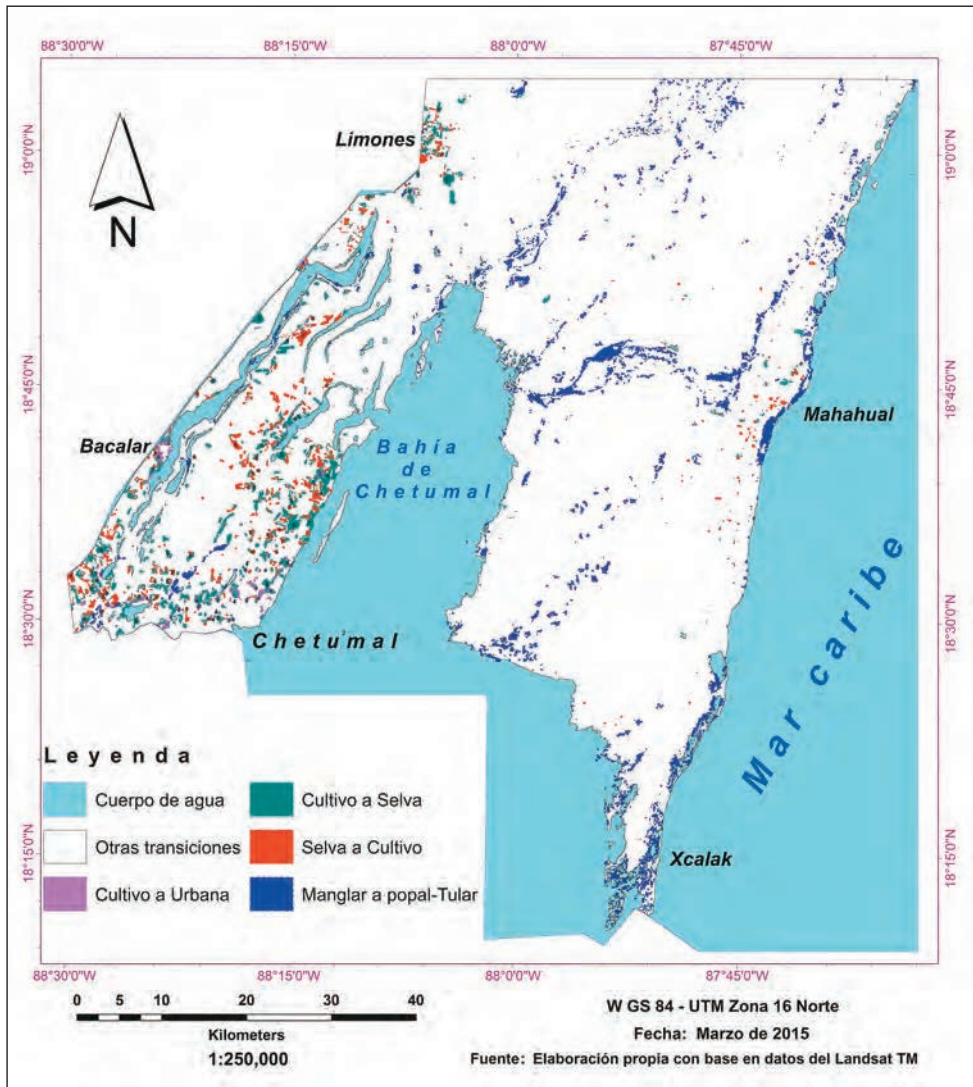 88°30'0"W 88°15'0"W 88°0'0"W 87°45'0"W
19°0'0"N
18°45'0"N
18°30'0"N
18°15'0"N
19°0'0"N
18°45'0"N
18°30'0"N
18°15'0"N
N
Limones
Bacalar
Bahía
de
Chetumal
Mahahual
Chetumal
Mar caribe
Xcalak
Leyenda
Cuerpo de agua
Otras transiciones
Cultivo a Urbana
Cultivo a Selva
Selva a Cultivo
Manglar a popal-Tular
88°30'0"W 88°15'0"W 88°0'0"W 87°45'0"W
0 5 10 20 30 40
Kilometers
1:250,000
W GS 84 - UTM Zona 16 Norte
Fecha: Marzo de 2015
Fuente: Elaboración propia con base en datos del Landsat TM